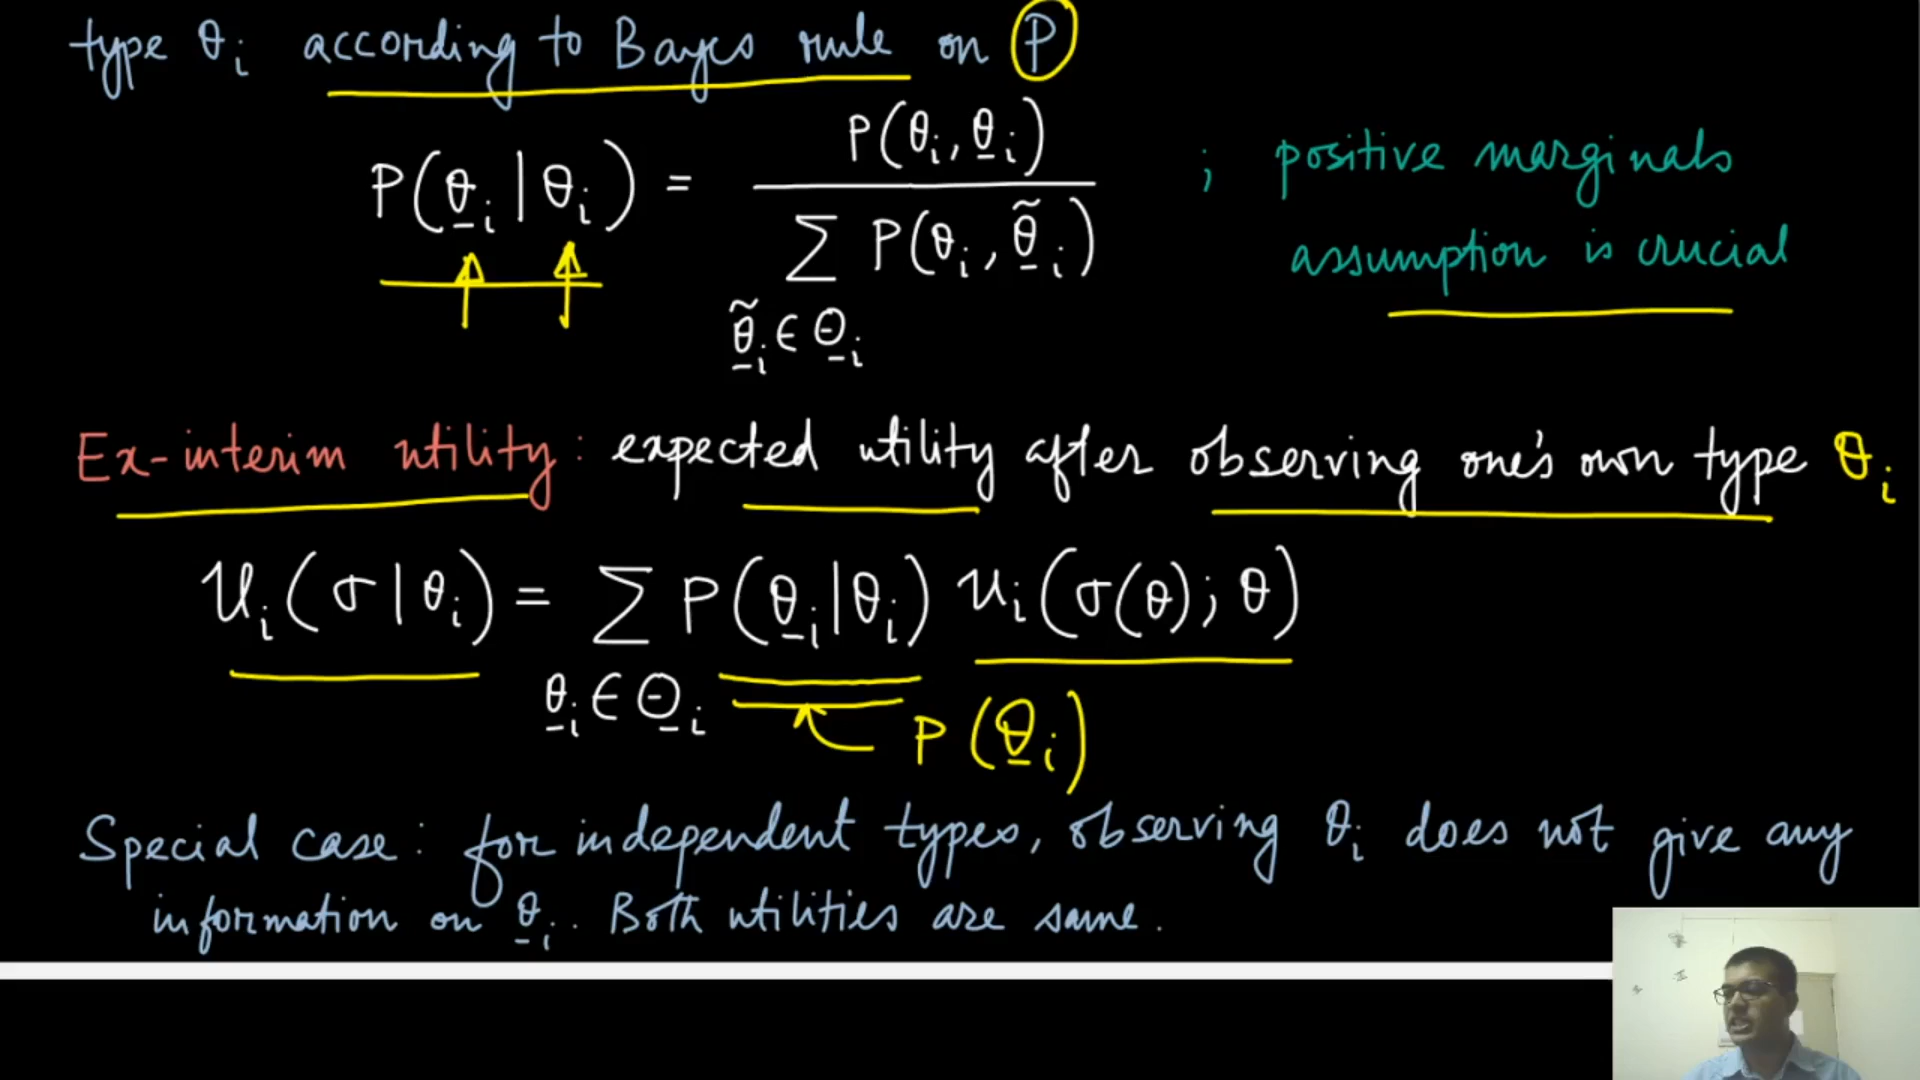 type θi according to Bayes rule on P
P(θ̲i | θi) = P(θi, θ̲i) / ∑ P(θi, θ̲̃i) ; positive marginals
θ̲̃i ∈ Θ̲i assumption is crucial
Ex-interim utility: expected utility after observing one's own type θi
Ui(σ | θi) = ∑ P(θ̲i | θi) ui(σ(θ); θ)
θ̲i ∈ Θ̲i P(θ̲i)
Special case: for independent types, observing θi does not give any
information on θ̲i. Both utilities are same.